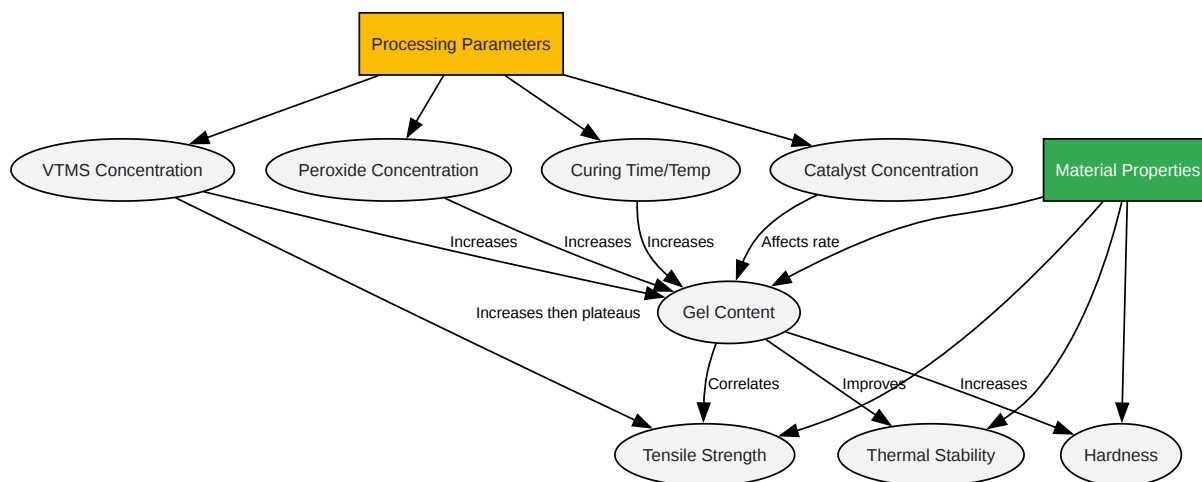 Processing Parameters
VTMS Concentration
Peroxide Concentration
Curing Time/Temp
Catalyst Concentration
Material Properties
Increases
Increases
Increases
Affects rate
Increases then plateaus
Gel Content
Correlates
Improves
Increases
Tensile Strength
Thermal Stability
Hardness